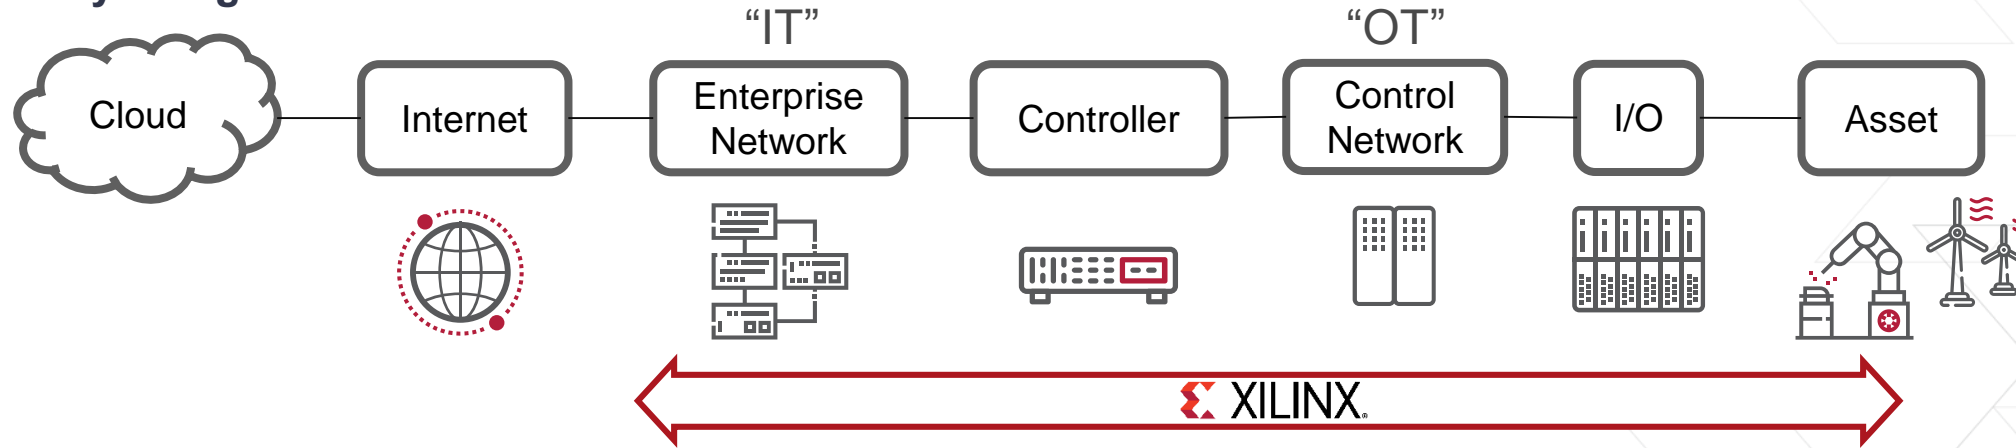 “IT”
“OT”
Cloud
Internet
Enterprise
Network
Controller
Control
Network
I/O
Asset
XILINX